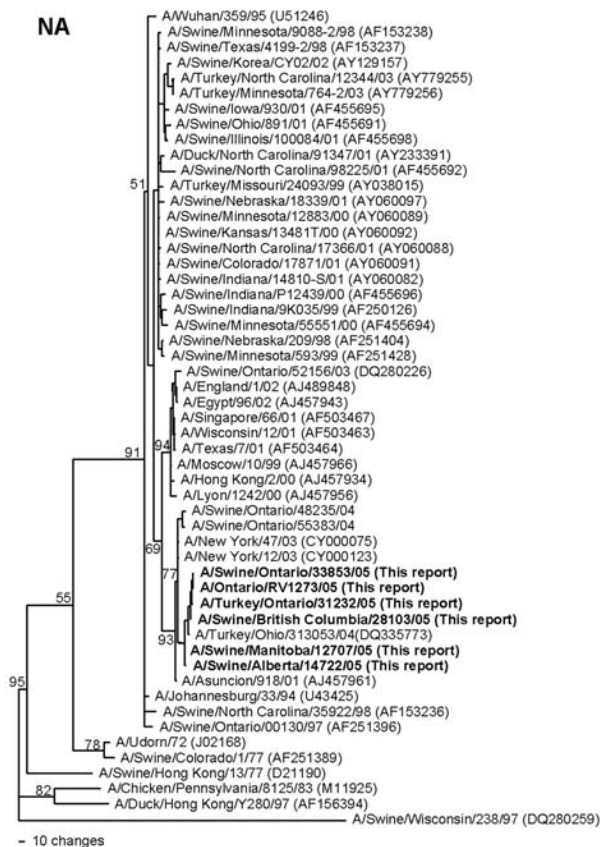 NA
A/Wuhan/359/95 (U51246)
A/Swine/Minnesota/9088-2/98 (AF153238)
A/Swine/Texas/4199-2/98 (AF153237)
A/Swine/Korea/CY02/02 (AY129157)
A/Turkey/North Carolina/12344/03 (AY779255)
A/Turkey/Minnesota/764-2/03 (AY779256)
A/Swine/Iowa/930/01 (AF455695)
A/Swine/Ohio/891/01 (AF455691)
A/Swine/Illinois/100084/01 (AF455698)
A/Duck/North Carolina/91347/01 (AY233391)
A/Swine/North Carolina/98225/01 (AF455692)
51
A/Turkey/Missouri/24093/99 (AY038015)
A/Swine/Nebraska/18339/01 (AY060097)
A/Swine/Minnesota/12883/00 (AY060089)
A/Swine/Kansas/13481T/00 (AY060092)
A/Swine/North Carolina/17366/01 (AY060088)
A/Swine/Colorado/17871/01 (AY060091)
A/Swine/Indiana/14810-S/01 (AY060082)
A/Swine/Indiana/P12439/00 (AF455696)
A/Swine/Indiana/9K035/99 (AF250126)
A/Swine/Minnesota/55551/00 (AF455694)
A/Swine/Nebraska/209/98 (AF251404)
A/Swine/Minnesota/593/99 (AF251428)
A/Swine/Ontario/52156/03 (DQ280226)
A/England/1/02 (AJ489848)
A/Egypt/96/02 (AJ457943)
A/Singapore/66/01 (AF503467)
A/Wisconsin/12/01 (AF503463)
94
A/Texas/7/01 (AF503464)
91
A/Moscow/10/99 (AJ457966)
A/Hong Kong/2/00 (AJ457934)
A/Lyon/1242/00 (AJ457956)
A/Swine/Ontario/48235/04
A/Swine/Ontario/55383/04
A/New York/47/03 (CY000075)
69
A/New York/12/03 (CY000123)
77
A/Swine/Ontario/33853/05 (This report)
A/Ontario/RV1273/05 (This report)
55
A/Turkey/Ontario/31232/05 (This report)
A/Swine/British Columbia/28103/05 (This report)
A/Turkey/Ohio/313053/04(DQ335773)
93
A/Swine/Manitoba/12707/05 (This report)
A/Swine/Alberta/14722/05 (This report)
A/Asuncion/918/01 (AJ457961)
95
A/Johannesburg/33/94 (U43425)
A/Swine/North Carolina/35922/98 (AF153236)
A/Swine/Ontario/00130/97 (AF251396)
78
A/Udorn/72 (J02168)
A/Swine/Colorado/1/77 (AF251389)
A/Swine/Hong Kong/13/77 (D21190)
82
A/Chicken/Pennsylvania/8125/83 (M11925)
A/Duck/Hong Kong/Y280/97 (AF156394)
A/Swine/Wisconsin/238/97 (DQ280259)
– 10 changes